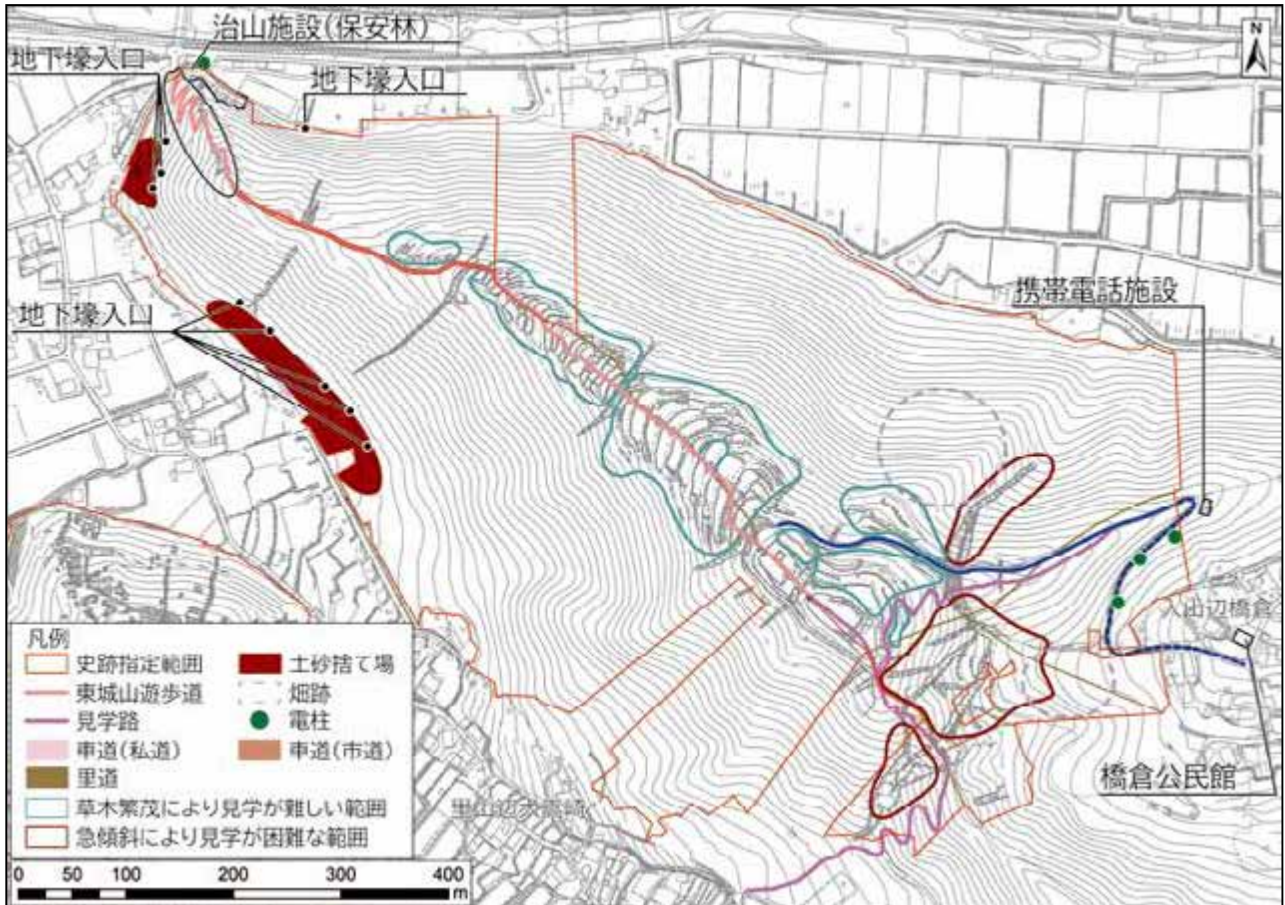 治山施設（保安林）
地下壕入口
地下壕入口
N
携帯電話施設
地下壕入口
入山辺橋倉
凡例
史跡指定範囲
土砂捨て場
東城山遊歩道
畑跡
見学路
電柱
車道（私道）
車道（市道）
里道
草木繁茂により見学が難しい範囲
急傾斜により見学が困難な範囲
橋倉公民館
0 50 100 200 300 400
m